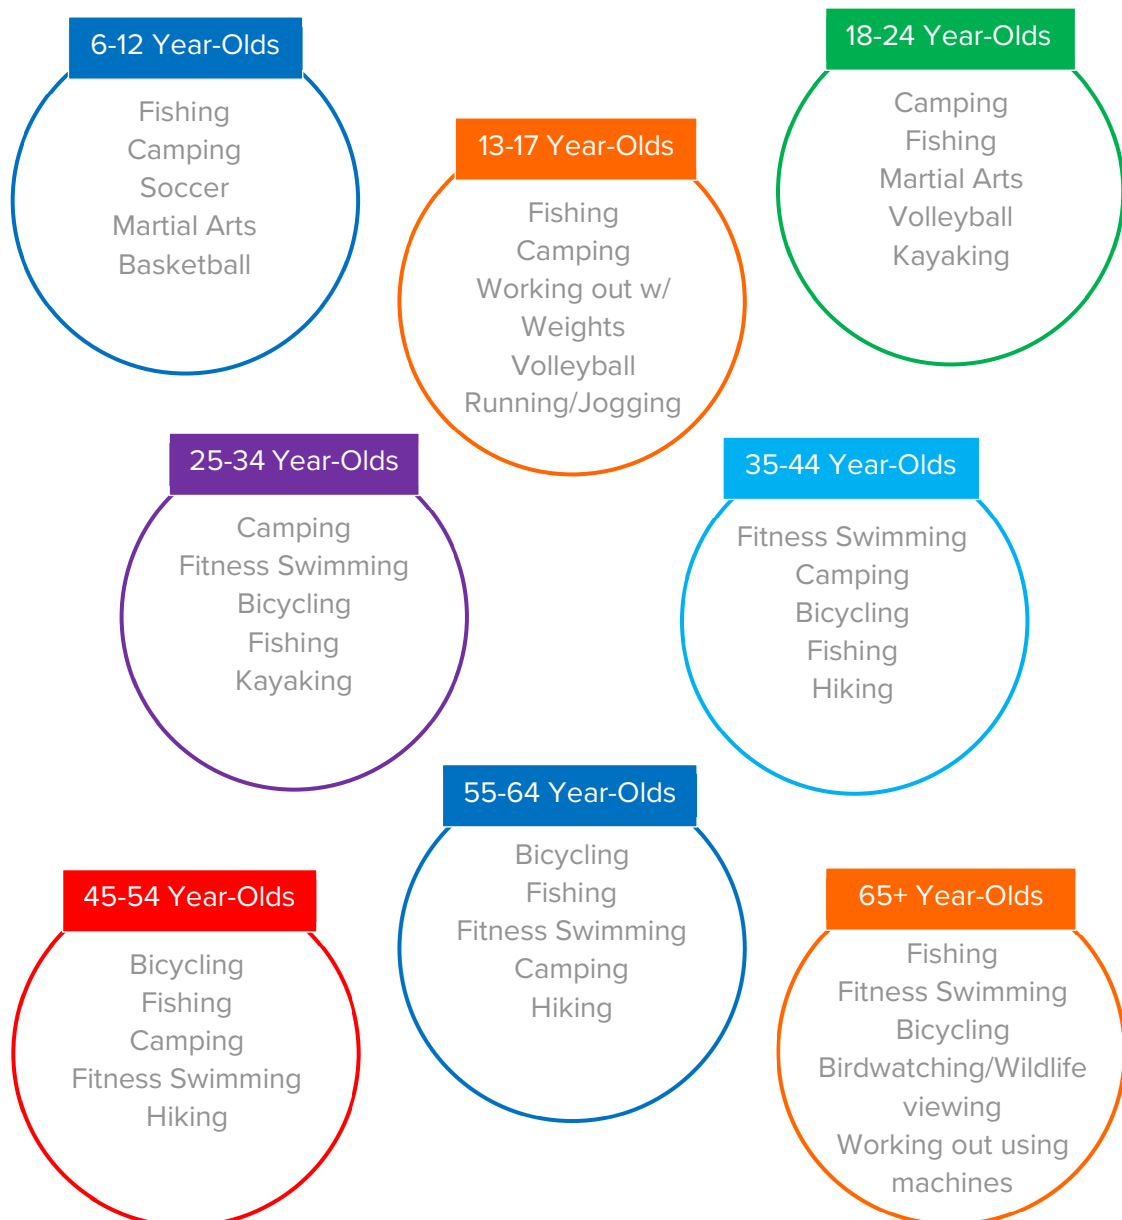 6-12 Year-Olds
Fishing
Camping
Soccer
Martial Arts
Basketball
13-17 Year-Olds
Fishing
Camping
Working out w/
Weights
Volleyball
Running/Jogging
18-24 Year-Olds
Camping
Fishing
Martial Arts
Volleyball
Kayaking
25-34 Year-Olds
Camping
Fitness Swimming
Bicycling
Fishing
Kayaking
35-44 Year-Olds
Fitness Swimming
Camping
Bicycling
Fishing
Hiking
45-54 Year-Olds
Bicycling
Fishing
Camping
Fitness Swimming
Hiking
55-64 Year-Olds
Bicycling
Fishing
Fitness Swimming
Camping
Hiking
65+ Year-Olds
Fishing
Fitness Swimming
Bicycling
Birdwatching/Wildlife
viewing
Working out using
machines